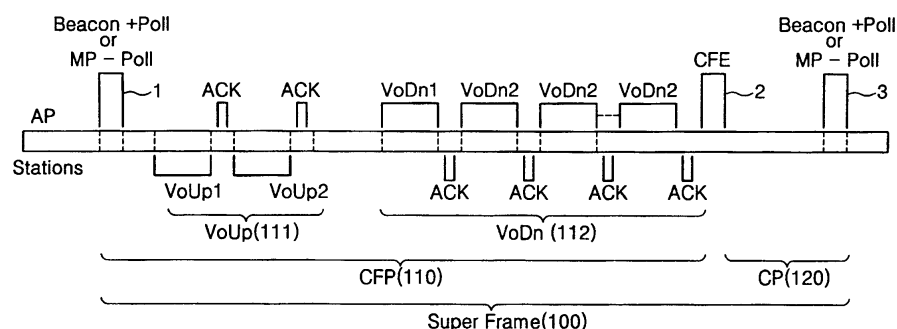 Beacon +Poll
or
MP - Poll
1
ACK
ACK
VoDn1
VoDn2
VoDn2
VoDn2
CFE
2
Beacon +Poll
or
MP - Poll
3
AP
Stations
VoUp1
VoUp2
ACK
ACK
ACK
ACK
VoUp(111)
VoDn (112)
CFP(110)
CP(120)
Super Frame(100)